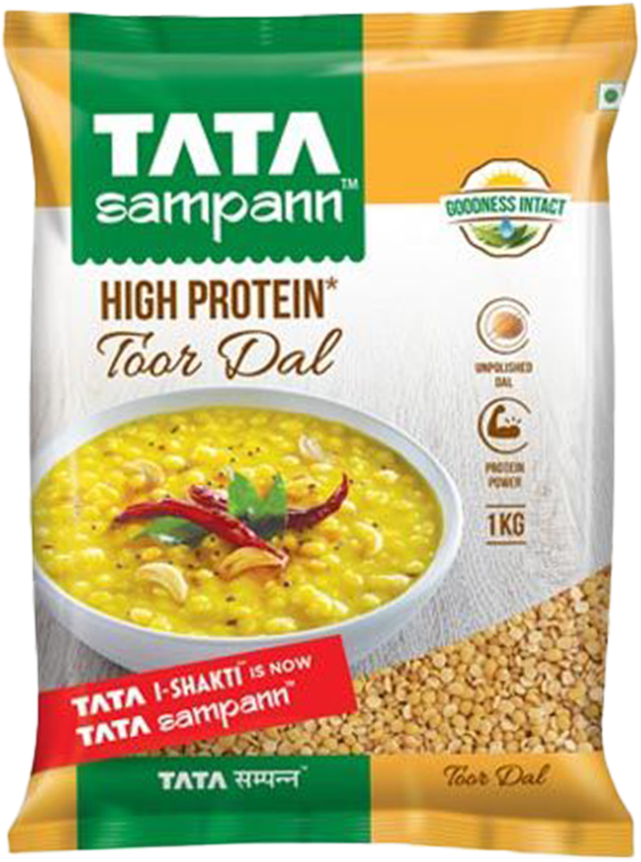 TATA
sampann™
GOODNESS INTACT
HIGH PROTEIN*
Toor Dal
UNPOLISHED
DAL
PROTEIN
POWER
1KG
TATA I-SHAKTI™ IS NOW
TATA sampann™
TATA सम्पन्न™
Toor Dal